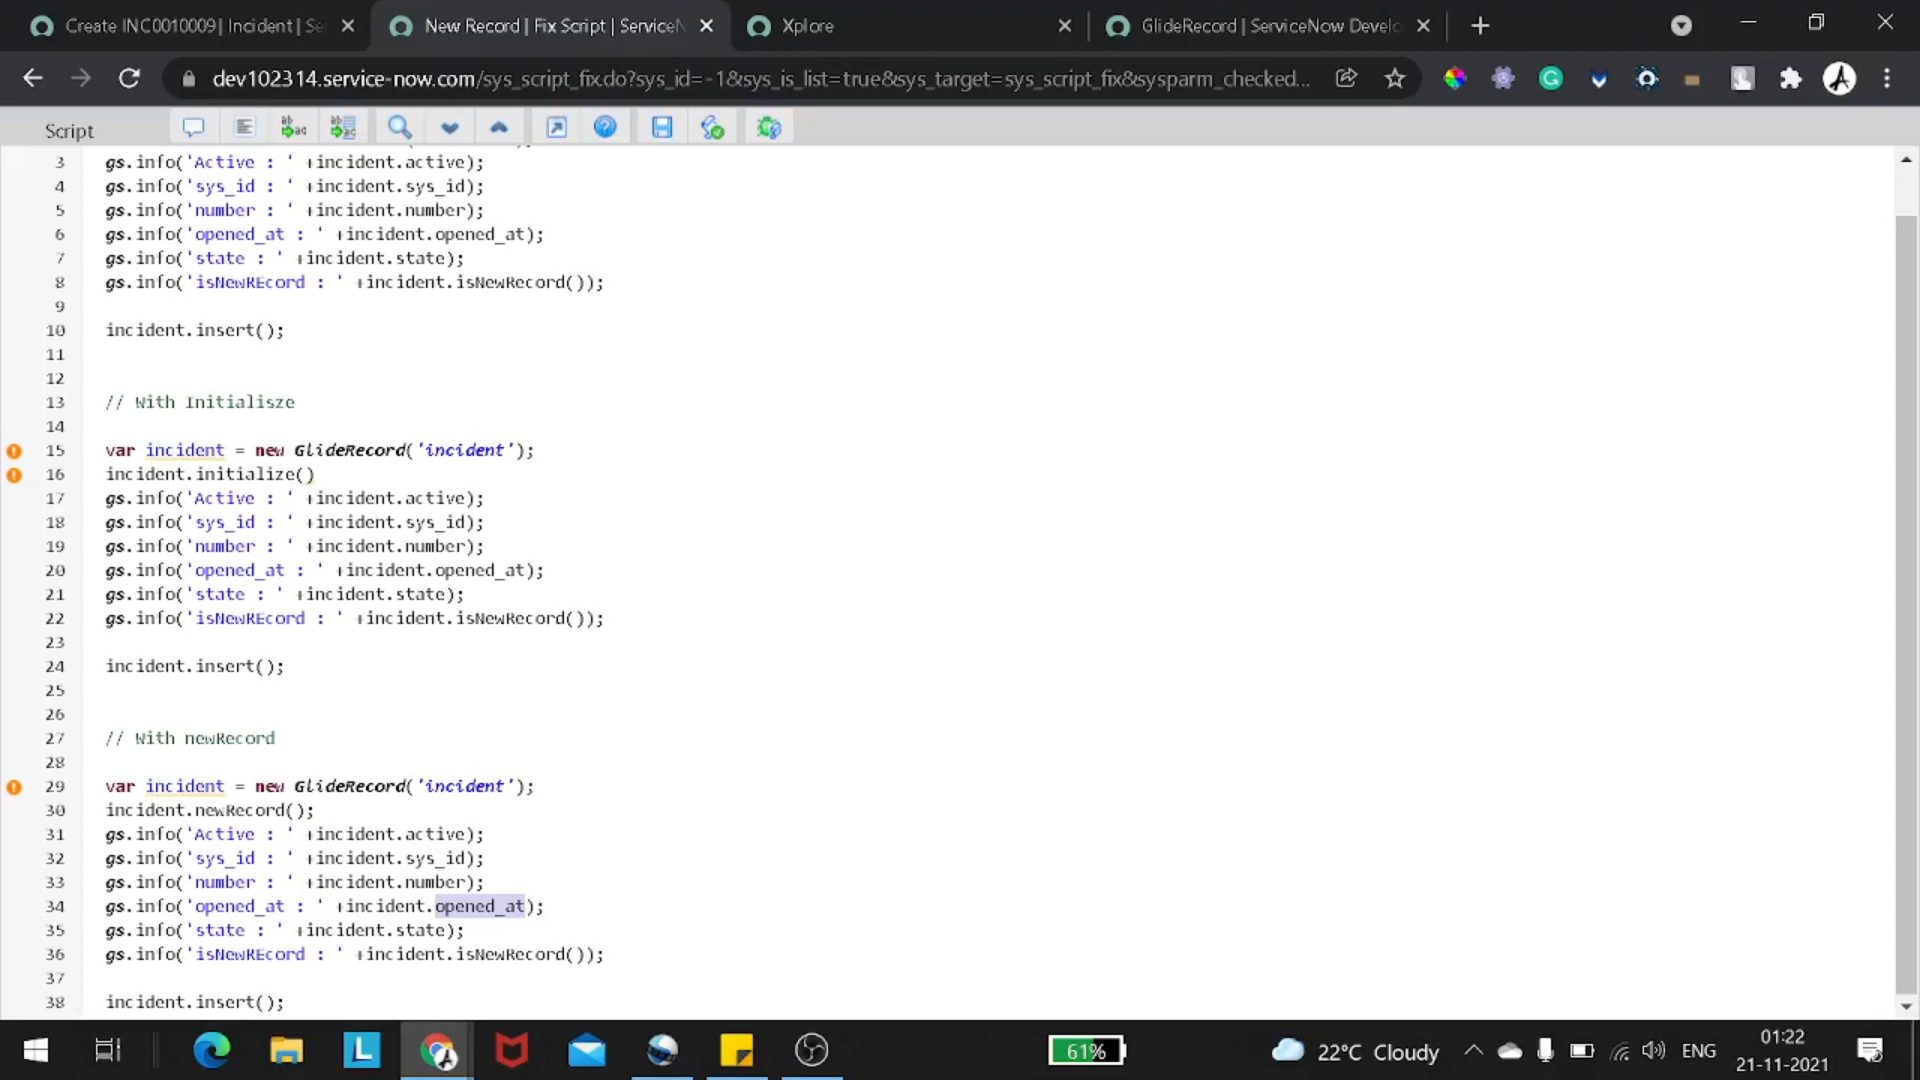 Create INC0010009 | Incident | Se
New Record | Fix Script | ServiceN
Xplore
GlideRecord | ServiceNow Develo
dev102314.service-now.com/sys_script_fix.do?sys_id=-1&sys_is_list=true&sys_target=sys_script_fix&sysparm_checked...
Script
3 gs.info('Active : ' +incident.active);
4 gs.info('sys_id : ' +incident.sys_id);
5 gs.info('number : ' +incident.number);
6 gs.info('opened_at : ' +incident.opened_at);
7 gs.info('state : ' +incident.state);
8 gs.info('isNewREcord : ' +incident.isNewRecord());
9
10 incident.insert();
11
12
13 // With Initialisze
14
15 var incident = new GlideRecord('incident');
16 incident.initialize()
17 gs.info('Active : ' +incident.active);
18 gs.info('sys_id : ' +incident.sys_id);
19 gs.info('number : ' +incident.number);
20 gs.info('opened_at : ' +incident.opened_at);
21 gs.info('state : ' +incident.state);
22 gs.info('isNewREcord : ' +incident.isNewRecord());
23
24 incident.insert();
25
26
27 // With newRecord
28
29 var incident = new GlideRecord('incident');
30 incident.newRecord();
31 gs.info('Active : ' +incident.active);
32 gs.info('sys_id : ' +incident.sys_id);
33 gs.info('number : ' +incident.number);
34 gs.info('opened_at : ' +incident.opened_at);
35 gs.info('state : ' +incident.state);
36 gs.info('isNewREcord : ' +incident.isNewRecord());
37
38 incident.insert();
61%
22°C Cloudy
ENG
01:22
21-11-2021